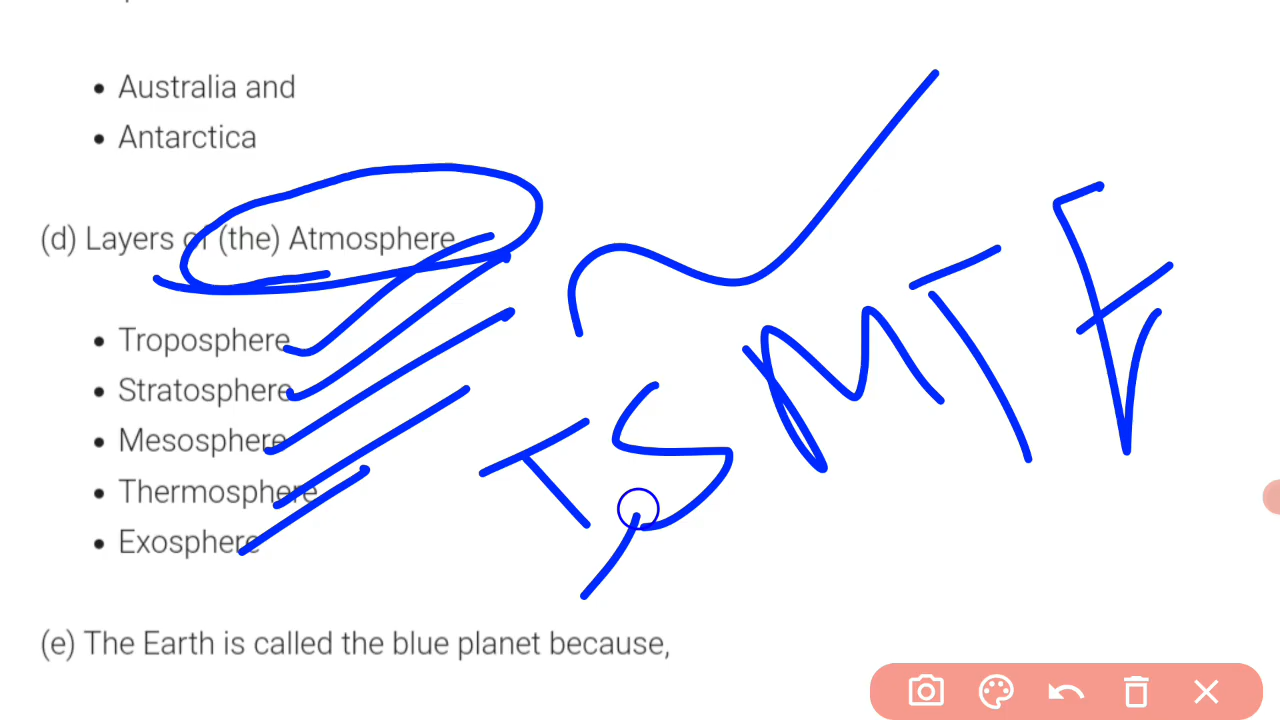 • Australia and
• Antarctica
(d) Layers of (the) Atmosphere
• Troposphere
• Stratosphere
• Mesosphere
• Thermosphere
• Exosphere
T S M T E
(e) The Earth is called the blue planet because,